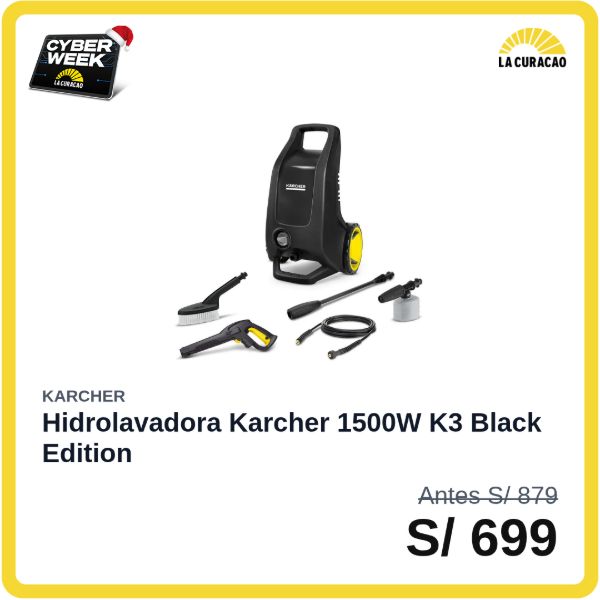 CYBER
WEEK
LA CURACAO
LA CURACAO
KARCHER
KARCHER
Hidrolavadora Karcher 1500W K3 Black
Edition
Antes S/ 879
S/ 699